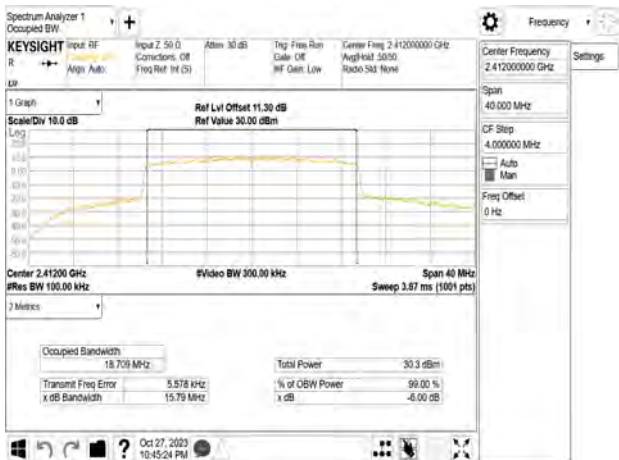 Spectrum Analyzer 1
Occupied BW
+
Frequency
KEYSIGHT
Input: RF
Input Z: 50 Ω
Atten: 30 dB
Trig: Free Run
Center Freq: 2.412000000 GHz
R
Corrections: Off
Gate: Off
Avg|Hold: 50/50
Align: Auto
Freq Ref: Int (S)
#IF Gain: Low
Radio Std: None
Center Frequency
2.412000000 GHz
Settings
Span
40.000 MHz
CF Step
4.000000 MHz
Auto
Man
Freq Offset
0 Hz
1 Graph
Ref Lvl Offset 11.30 dB
Scale/Div 10.0 dB
Ref Value 30.00 dBm
Log
Center 2.41200 GHz
#Video BW 300.00 kHz
Span 40 MHz
#Res BW 100.00 kHz
Sweep 3.87 ms (1001 pts)
2 Metrics
Occupied Bandwidth
18.709 MHz
Total Power
30.3 dBm
Transmit Freq Error
5.578 kHz
% of OBW Power
99.00 %
x dB Bandwidth
15.79 MHz
x dB
-6.00 dB
?
Oct 27, 2023
10:45:24 PM